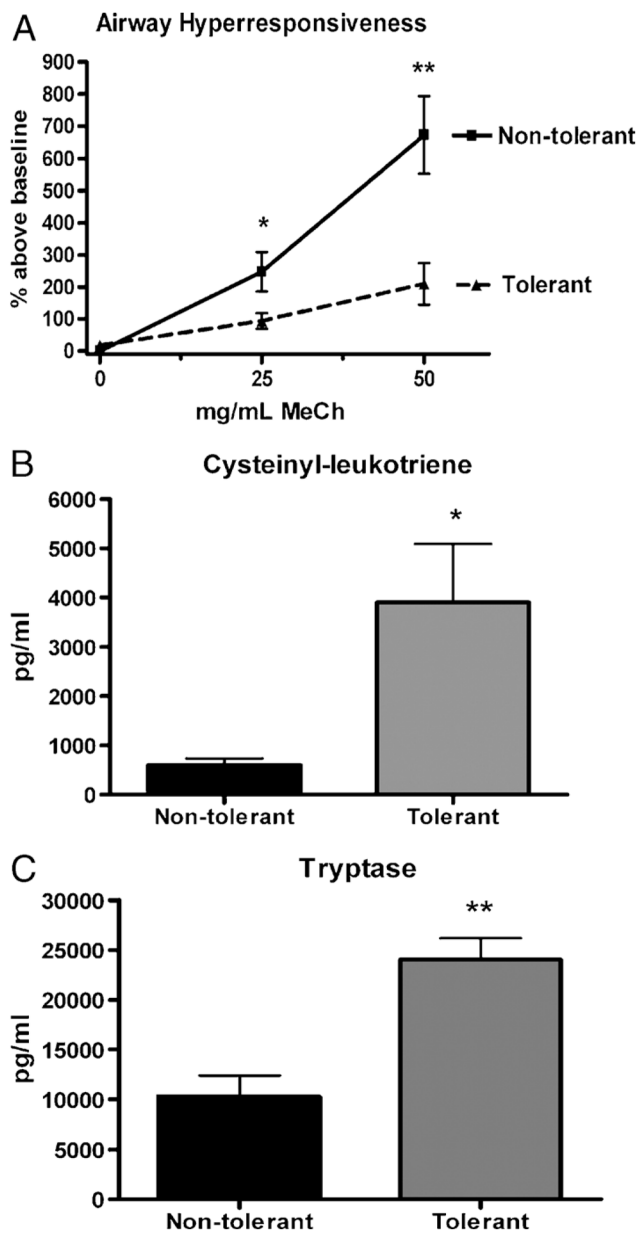 A
Airway Hyperresponsiveness
900
800
700
600
500
400
300
200
100
0
% above baseline
*
**
Non-tolerant
Tolerant
0 25 50
mg/mL MeCh
B
Cysteinyl-leukotriene
6000
5000
4000
3000
2000
1000
0
pg/ml
*
Non-tolerant Tolerant
C
Tryptase
30000
25000
20000
15000
10000
5000
0
pg/ml
**
Non-tolerant Tolerant